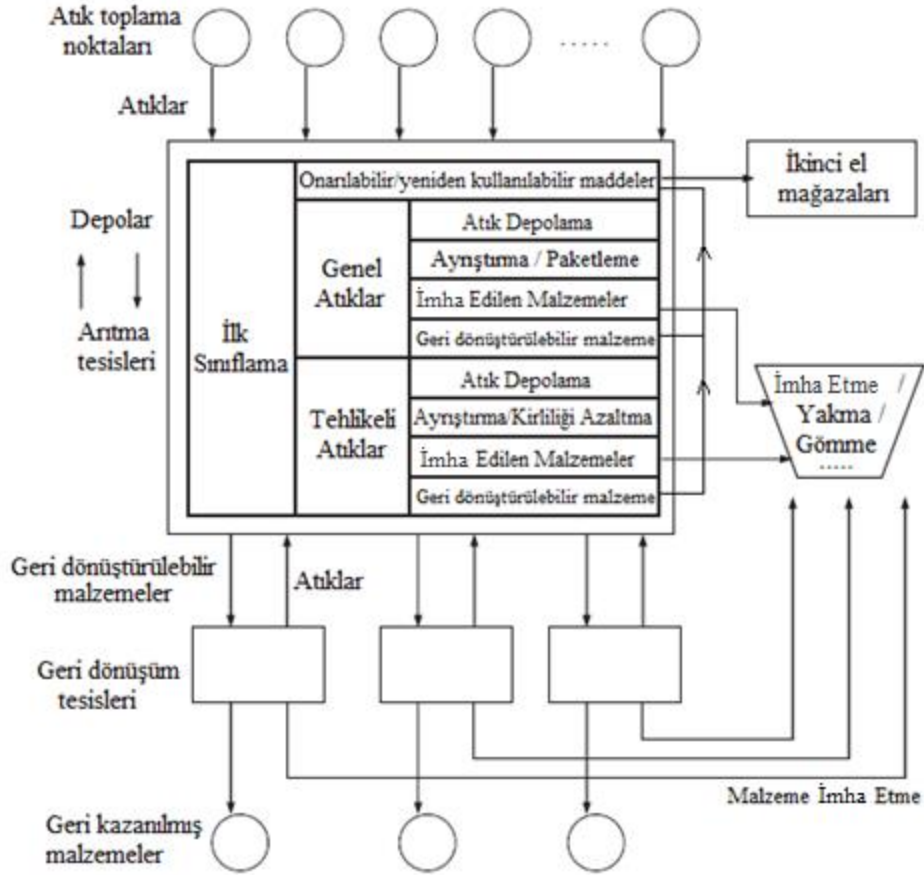 Atık toplama
noktaları
.....
Atıklar
Onarılabilir/yeniden kullanılabilir maddeler
İkinci el
mağazaları
Depolar
Arıtma
tesisleri
İlk
Sınıflama
Genel
Atıklar
Atık Depolama
Ayrıştırma / Paketleme
İmha Edilen Malzemeler
Geri dönüştürülebilir malzeme
Tehlikeli
Atıklar
Atık Depolama
Ayrıştırma/Kirliliği Azaltma
İmha Edilen Malzemeler
Geri dönüştürülebilir malzeme
İmha Etme /
Yakma /
Gömme
.....
Geri dönüştürülebilir
malzemeler
Atıklar
Geri dönüşüm
tesisleri
Malzeme İmha Etme
Geri kazanılmış
malzemeler